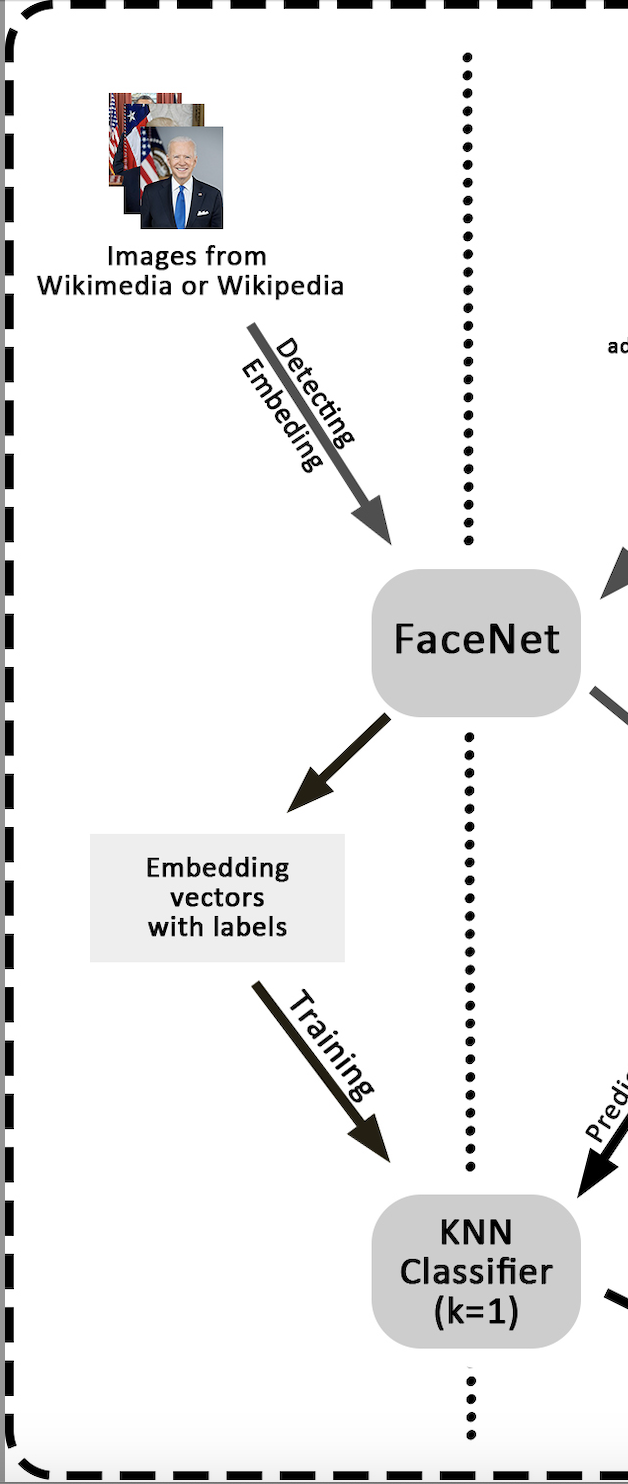 Images from
Wikimedia or Wikipedia
Detecting
Embeding
FaceNet
Embedding
vectors
with labels
Training
KNN
Classifier
(k=1)